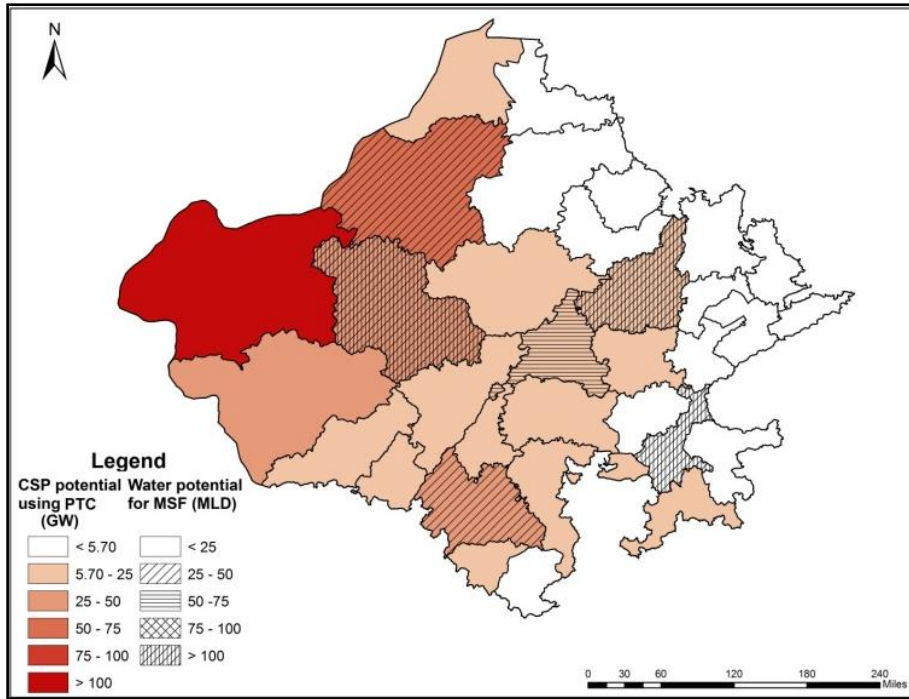 N
Legend
CSP potential Water potential
using PTC for MSF (MLD)
(GW)
< 5.70 < 25
5.70 - 25 25 - 50
25 - 50 50 -75
50 - 75 75 - 100
75 - 100 > 100
> 100
0 30 60 120 180 240
Miles